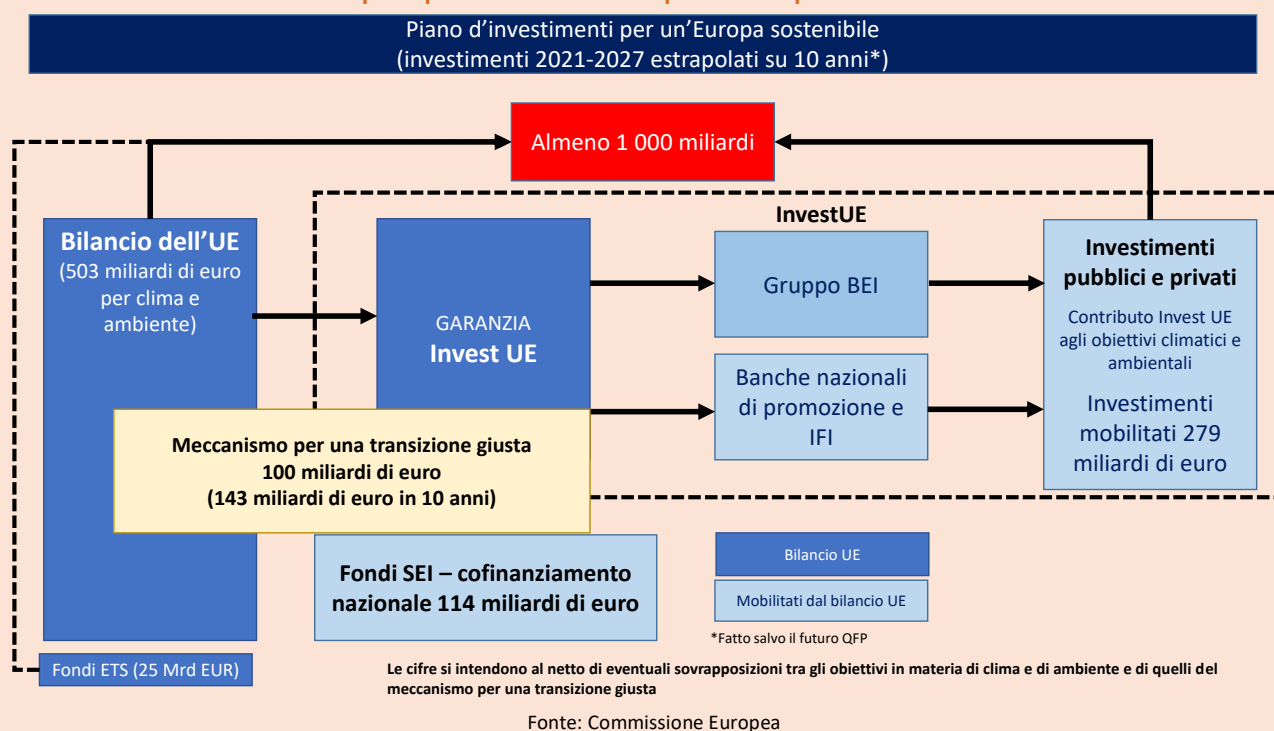 Piano d’investimenti per un’Europa sostenibile
(investimenti 2021-2027 estrapolati su 10 anni*)
Almeno 1 000 miliardi
InvestUE
Bilancio dell’UE
(503 miliardi di euro
per clima e
ambiente)
GARANZIA
Invest UE
Gruppo BEI
Banche nazionali
di promozione e
IFI
Investimenti
pubblici e privati
Contributo Invest UE
agli obiettivi climatici e
ambientali
Investimenti
mobilitati 279
miliardi di euro
Meccanismo per una transizione giusta
100 miliardi di euro
(143 miliardi di euro in 10 anni)
Fondi SEI – cofinanziamento
nazionale 114 miliardi di euro
Bilancio UE
Mobilitati dal bilancio UE
*Fatto salvo il futuro QFP
Fondi ETS (25 Mrd EUR)
Le cifre si intendono al netto di eventuali sovrapposizioni tra gli obiettivi in materia di clima e di ambiente e di quelli del
meccanismo per una transizione giusta
Fonte: Commissione Europea